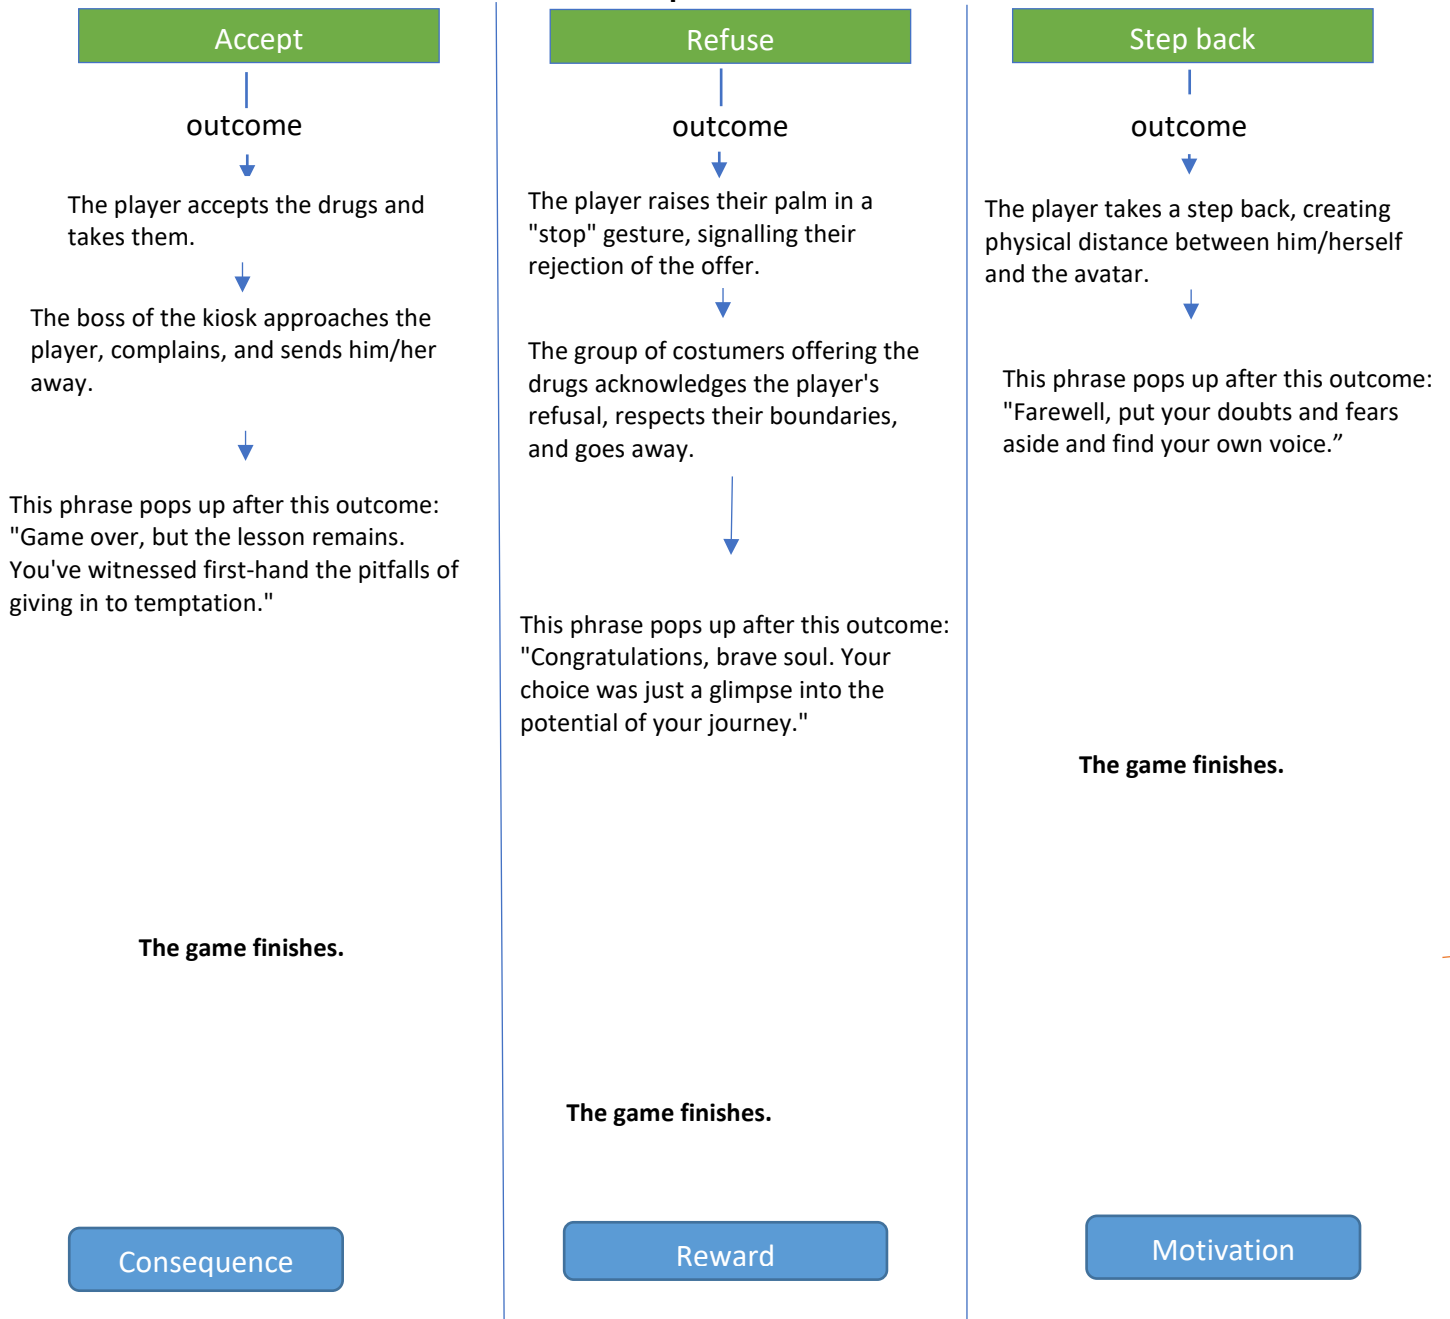 Accept
outcome
The player accepts the drugs and
takes them.
The boss of the kiosk approaches the
player, complains, and sends him/her
away.
This phrase pops up after this outcome:
"Game over, but the lesson remains.
You've witnessed first-hand the pitfalls of
giving in to temptation."
The game finishes.
Consequence
Refuse
outcome
The player raises their palm in a
"stop" gesture, signalling their
rejection of the offer.
The group of costumers offering the
drugs acknowledges the player's
refusal, respects their boundaries,
and goes away.
This phrase pops up after this outcome:
"Congratulations, brave soul. Your
choice was just a glimpse into the
potential of your journey."
The game finishes.
Reward
Step back
outcome
The player takes a step back, creating
physical distance between him/herself
and the avatar.
This phrase pops up after this outcome:
"Farewell, put your doubts and fears
aside and find your own voice.”
The game finishes.
Motivation